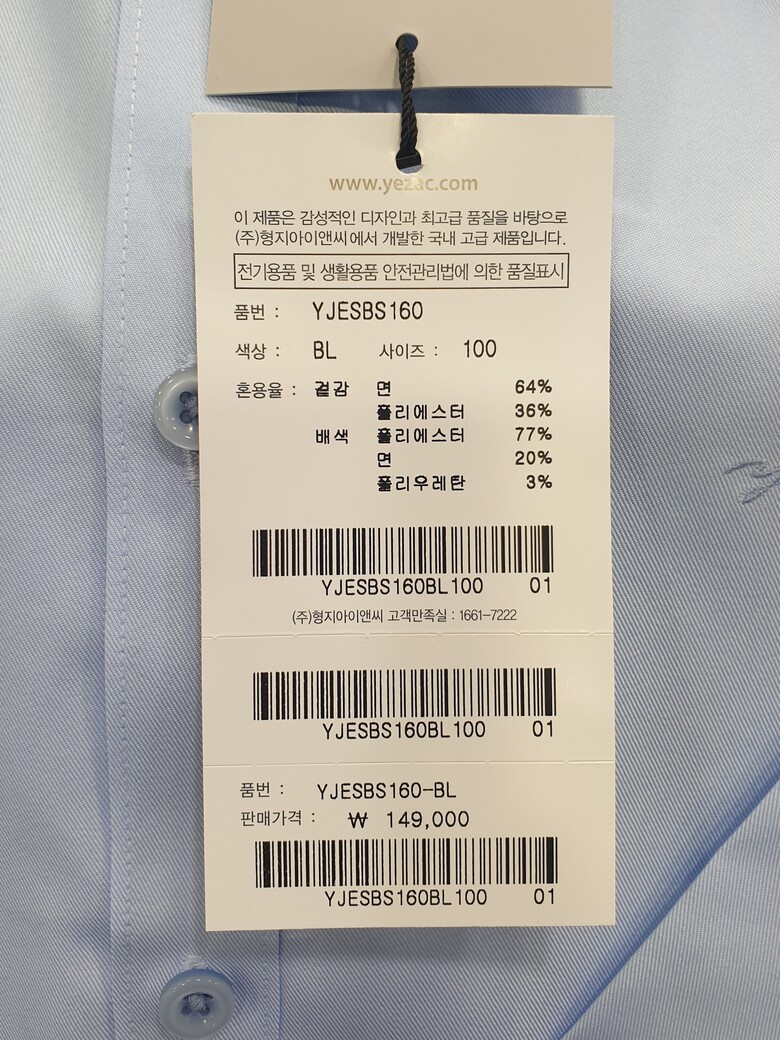 www.yezac.com
이 제품은 감성적인 디자인과 최고급 품질을 바탕으로
(주)형지아이앤씨에서 개발한 국내 고급 제품입니다.
전기용품 및 생활용품 안전관리법에 의한 품질표시
품번 : YJESBS160
색상 : BL 사이즈 : 100
혼용율 : 겉감 면 64%
폴리에스터 36%
배색 폴리에스터 77%
면 20%
폴리우레탄 3%
YJESBS160BL100 01
(주)형지아이앤씨 고객만족실 : 1661-7222
YJESBS160BL100 01
품번 : YJESBS160-BL
판매가격 : ₩ 149,000
YJESBS160BL100 01